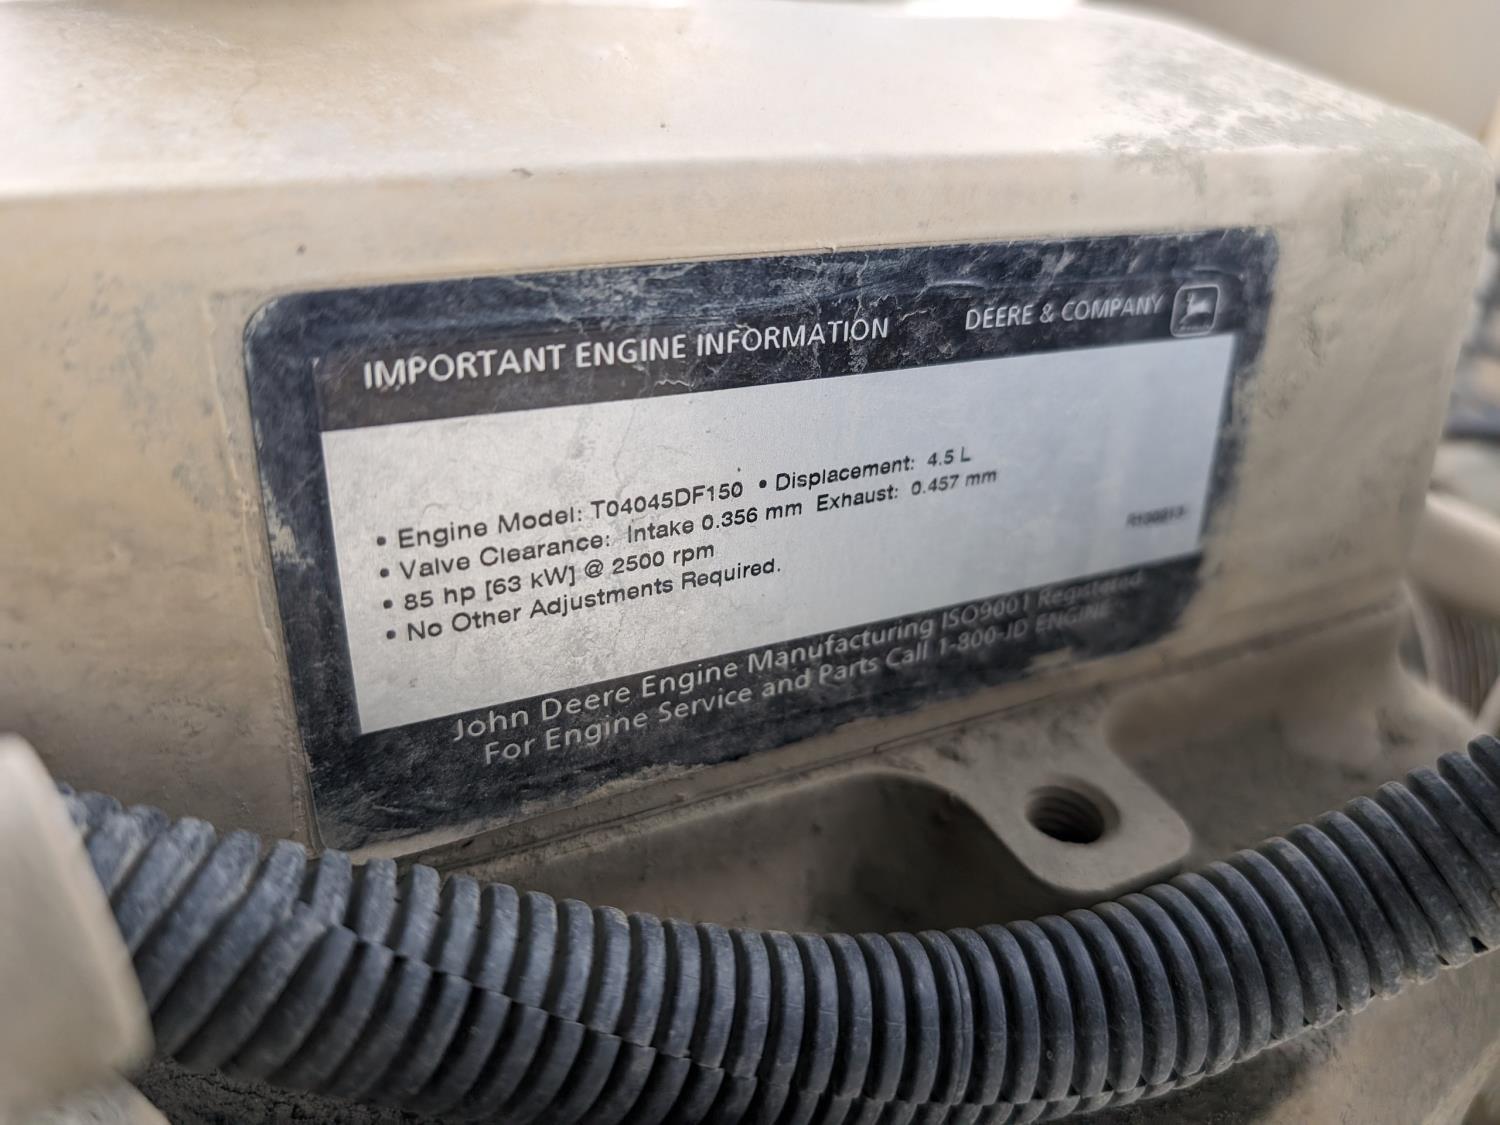 IMPORTANT ENGINE INFORMATION DEERE & COMPANY
• Engine Model: T04045DF150 • Displacement: 4.5 L
• Valve Clearance: Intake 0.356 mm Exhaust: 0.457 mm
• 85 hp [63 kW] @ 2500 rpm
• No Other Adjustments Required.
John Deere Engine Manufacturing ISO9001 Registered
For Engine Service and Parts Call 1-800-JD ENGINE